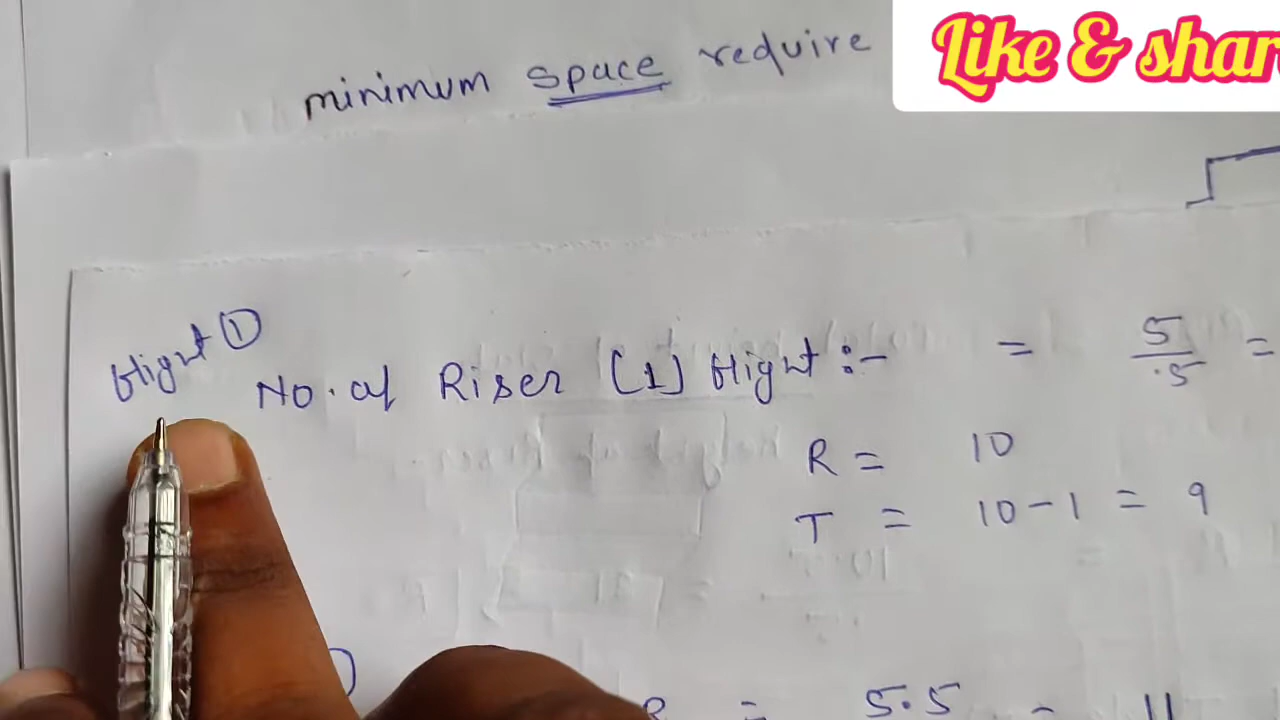 minimum space require
Like & shar
flight ①
No. of Riser (1) flight :- = 5/.5 =
R = 10
T = 10-1 = 9
R = 5.5 = 11